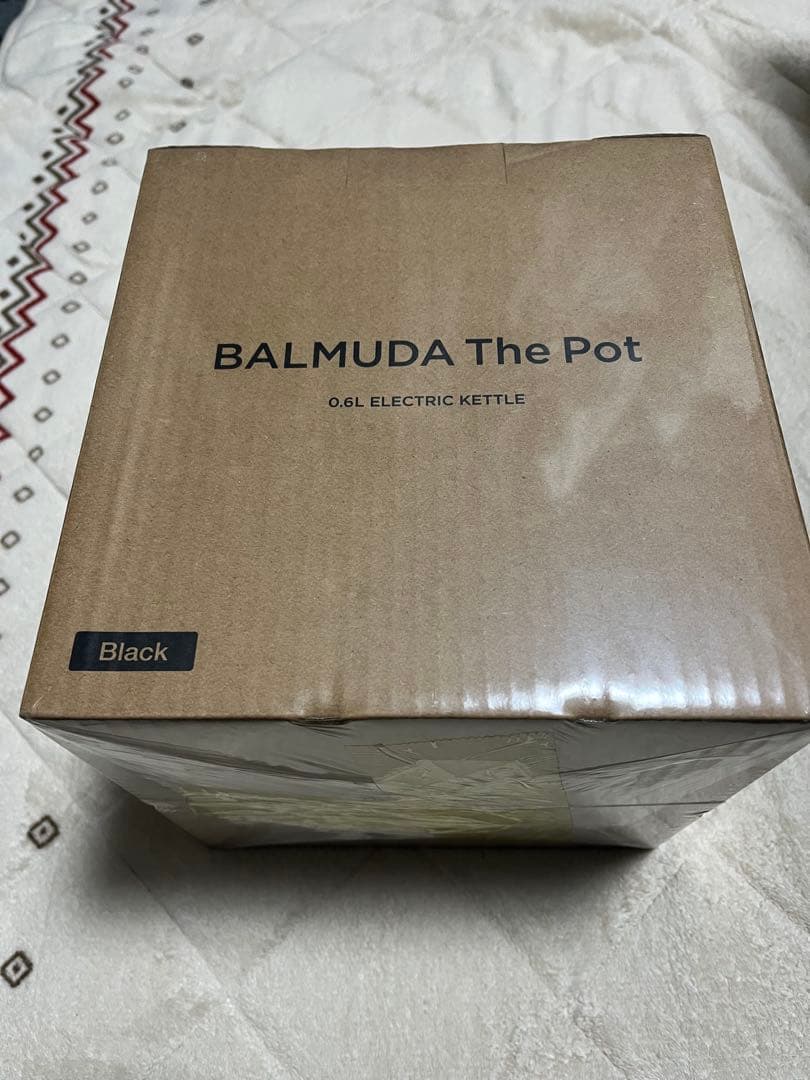 BALMUDA The Pot
0.6L ELECTRIC KETTLE
Black